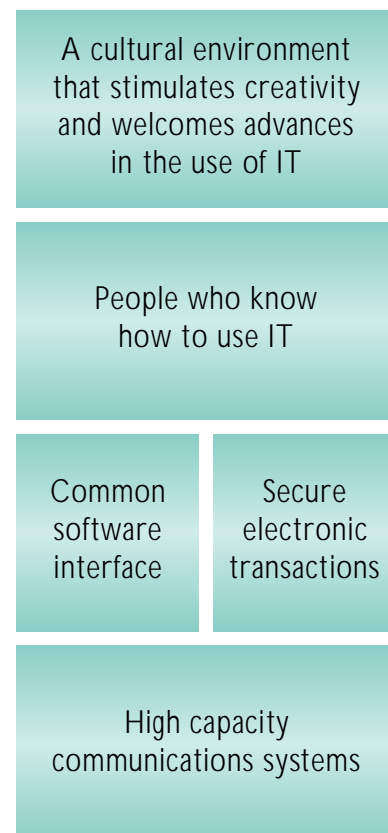 A cultural environment
that stimulates creativity
and welcomes advances
in the use of IT
People who know
how to use IT
Common
software
interface
Secure
electronic
transactions
High capacity
communications systems